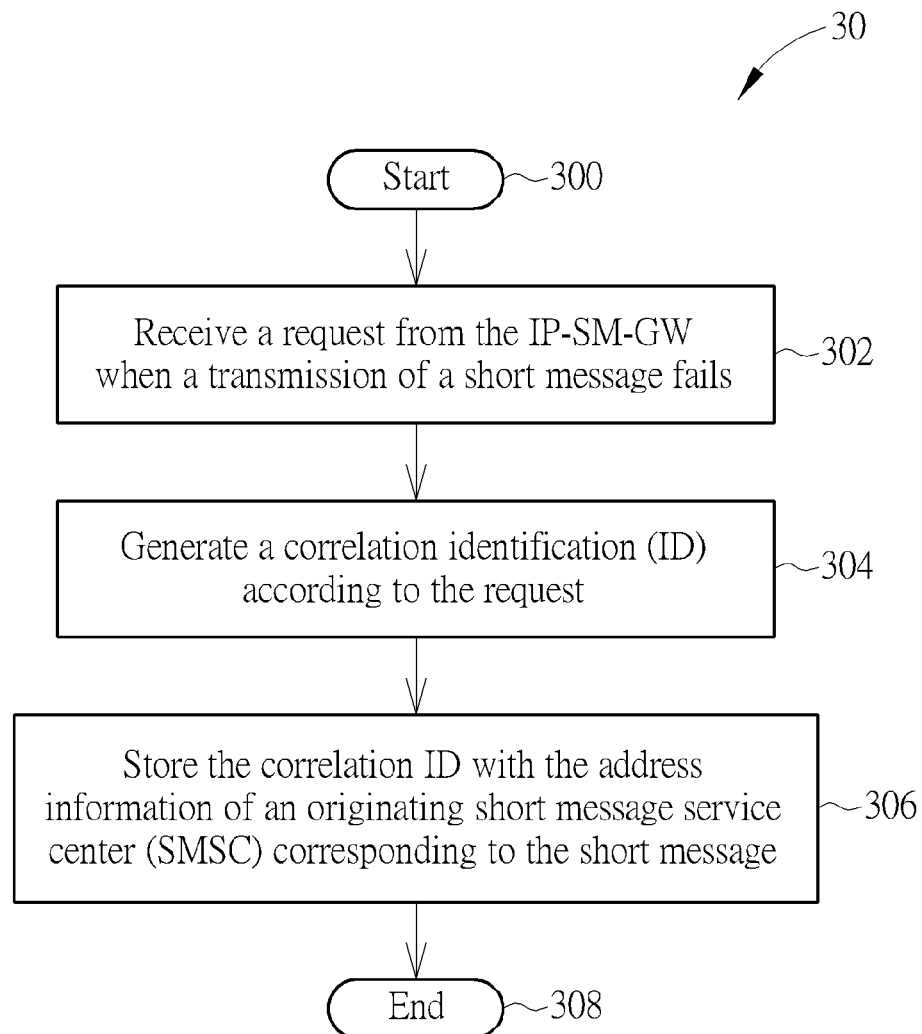 30
Start
300
Receive a request from the IP-SM-GW
when a transmission of a short message fails
302
Generate a correlation identification (ID)
according to the request
304
Store the correlation ID with the address
information of an originating short message service
center (SMSC) corresponding to the short message
306
End
308